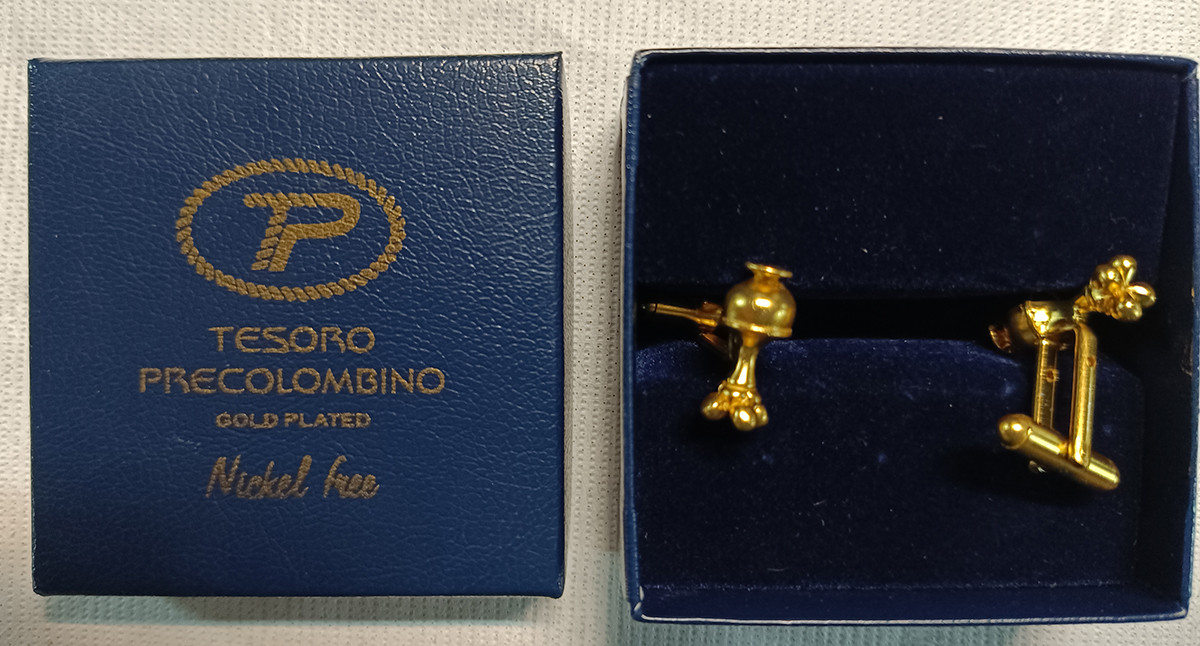 TP
TESORO
PRECOLOMBINO
GOLD PLATED
Nickel free